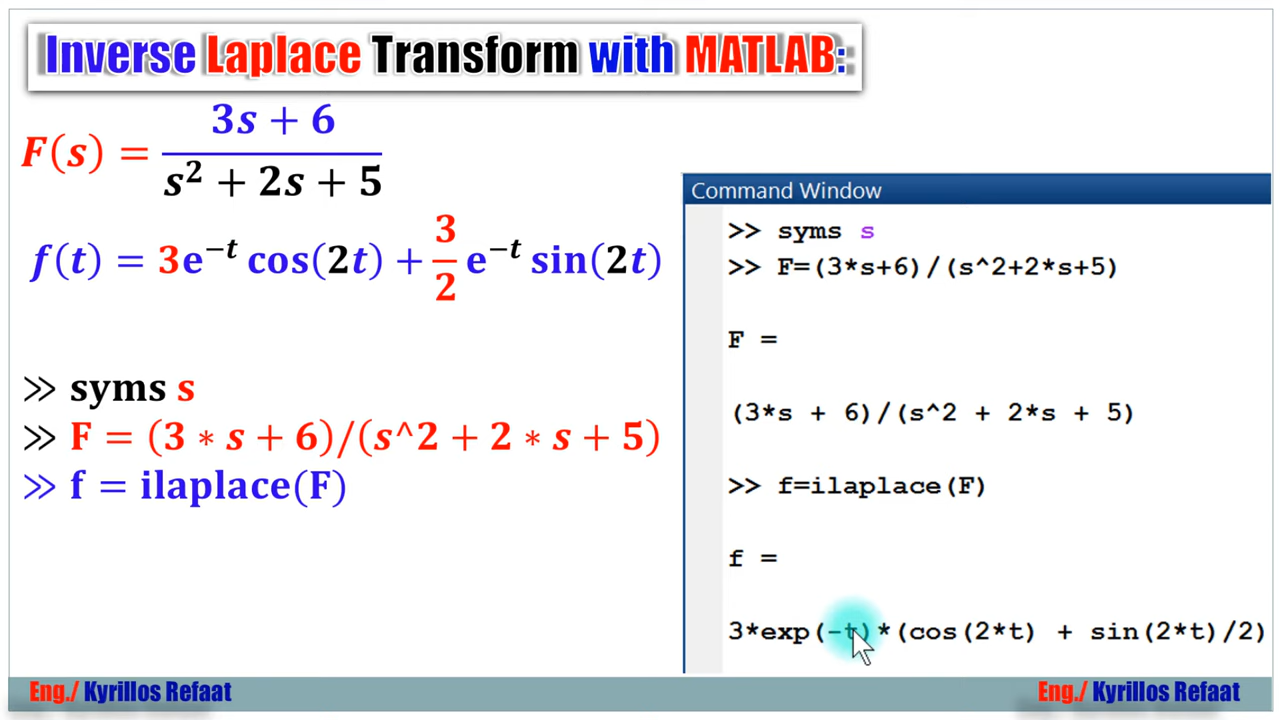 Inverse Laplace Transform with MATLAB:
F(s) = (3s + 6)/(s² + 2s + 5)
f(t) = 3e⁻ᵗ cos(2t) + 3/2 e⁻ᵗ sin(2t)
≫ syms s
≫ F = (3 ∗ s + 6)/(s^2 + 2 ∗ s + 5)
≫ f = ilaplace(F)
Command Window
>> syms s
>> F=(3*s+6)/(s^2+2*s+5)
F =
(3*s + 6)/(s^2 + 2*s + 5)
>> f=ilaplace(F)
f =
3*exp(-t)*(cos(2*t) + sin(2*t)/2)
Eng./ Kyrillos Refaat
Eng./ Kyrillos Refaat